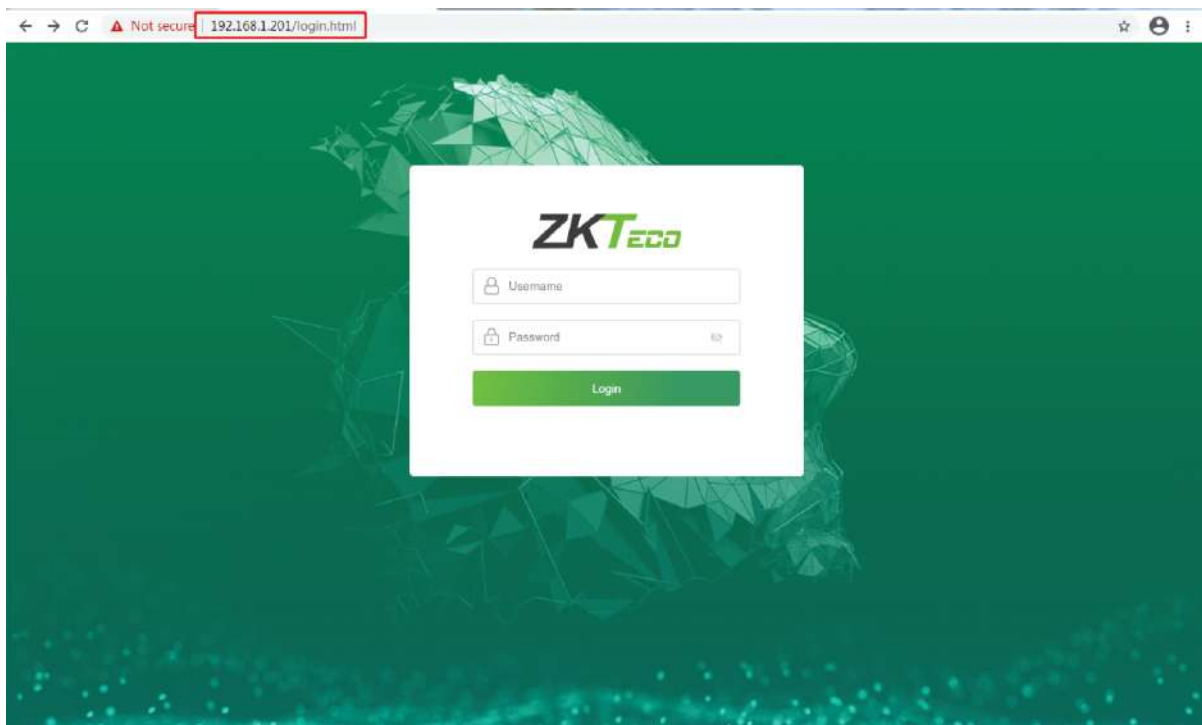 Not secure 192.168.1.201/login.html
ZKTeco
Username
Password
Login